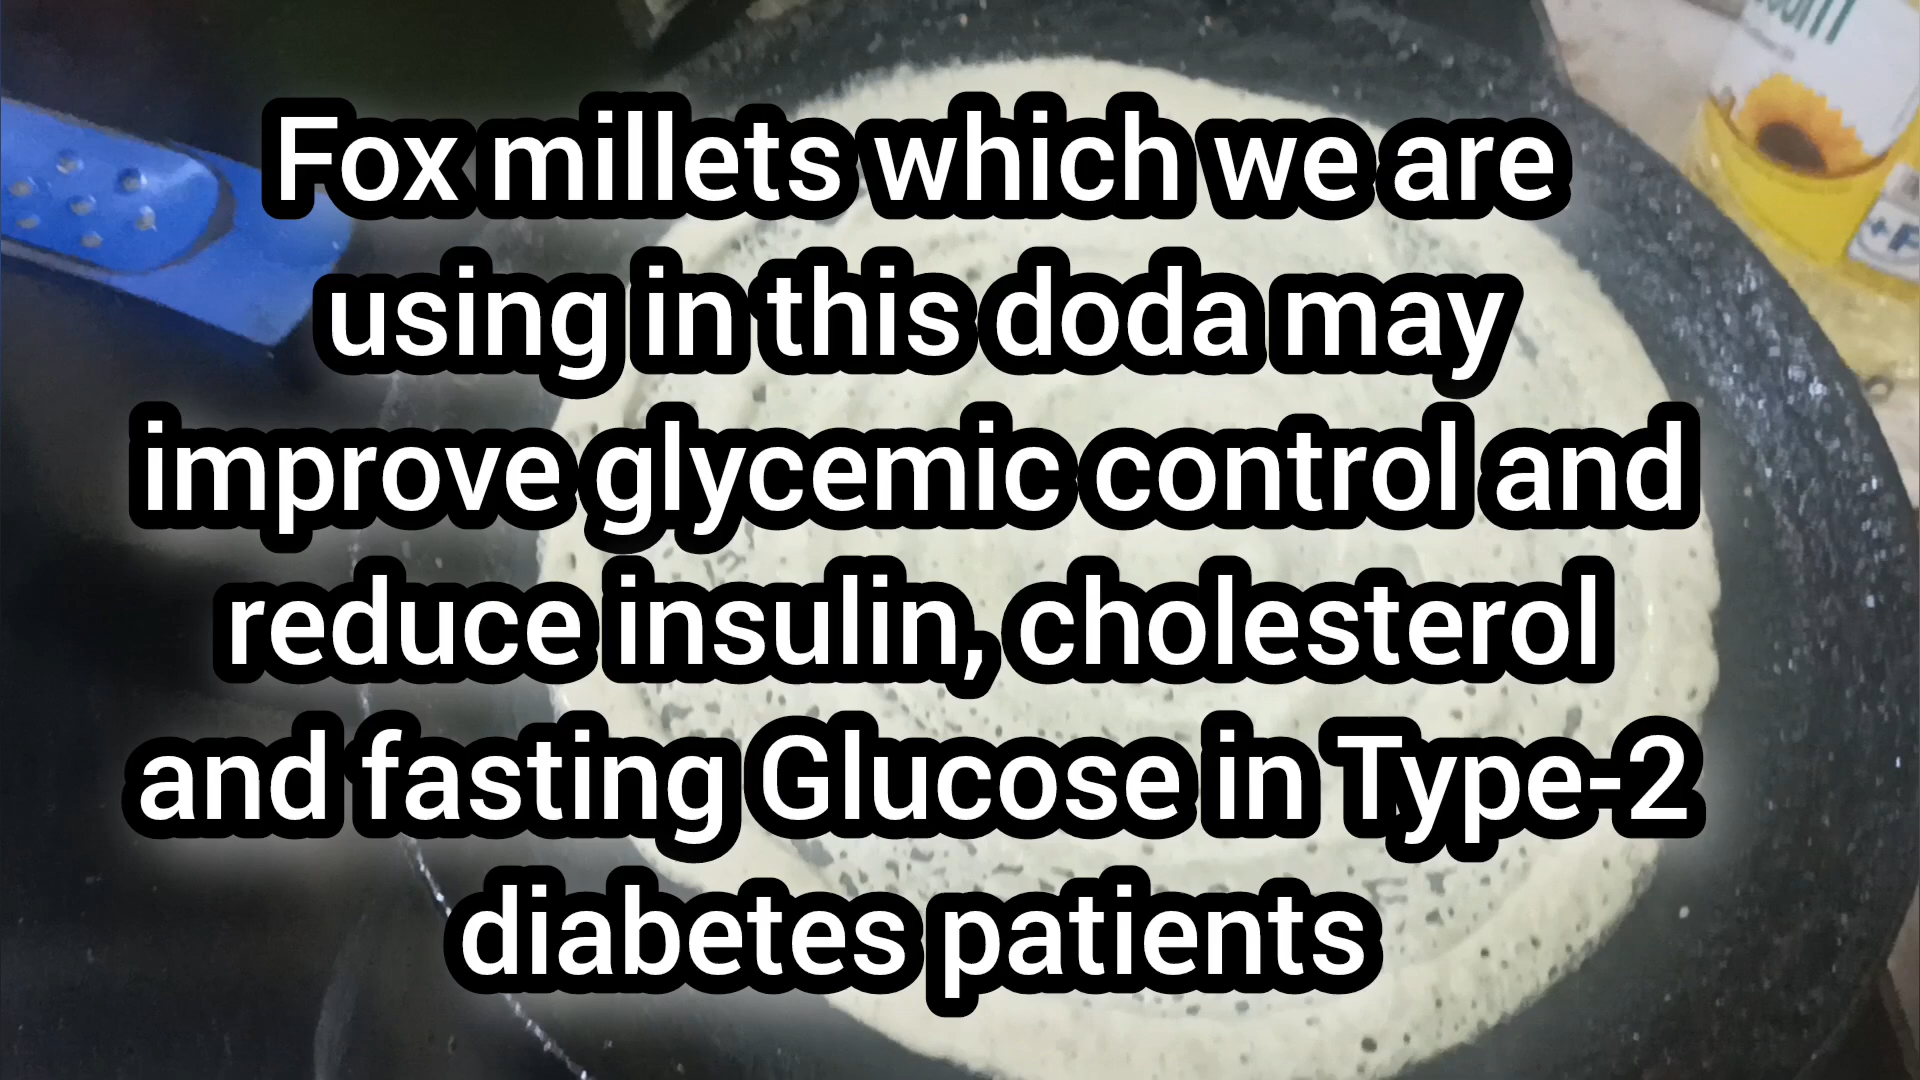 Fox millets which we are
using in this doda may
improve glycemic control and
reduce insulin, cholesterol
and fasting Glucose in Type-2
diabetes patients